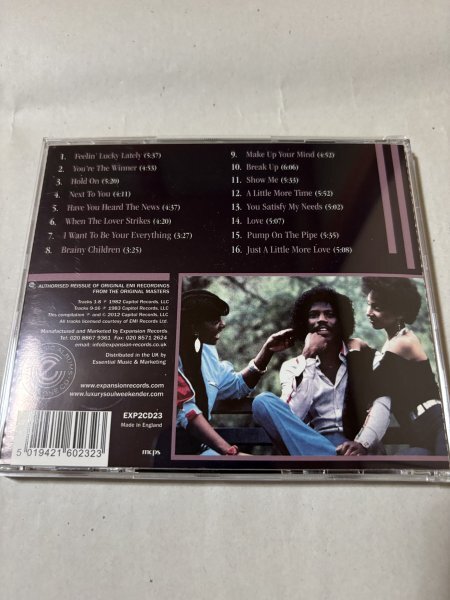 1. Feelin' Lucky Lately (5:37)
2. You're The Winner (4:53)
3. Hold On (5:20)
4. Next To You (4:11)
5. Have You Heard The News (4:37)
6. When The Lover Strikes (4:20)
7. I Want To Be Your Everything (3:27)
8. Brainy Children (3:25)
9. Make Up Your Mind (4:52)
10. Break Up (6:06)
11. Show Me (5:33)
12. A Little More Time (5:52)
13. You Satisfy My Needs (5:02)
14. Love (5:07)
15. Pump On The Pipe (5:35)
16. Just A Little More Love (5:08)
AUTHORISED REISSUE OF ORIGINAL EMI RECORDINGS
FROM THE ORIGINAL MASTERS
Tracks 1-8 ℗ 1982 Capitol Records, LLC
Tracks 9-16 ℗ 1983 Capitol Records, LLC
This compilation ℗ and © 2012 Capitol Records, LLC
All tracks licensed courtesy of EMI Records Ltd.
Manufactured and Marketed by Expansion Records
Tel: 020 8867 9361 Fax: 020 8571 2624
email: info@expansion-records.co.uk
Distributed in the UK by
Essential Music & Marketing
www.expansionrecords.com
www.luxurysoulweekender.com
EXP2CD23
Made in England
5 019421 602323
mcps